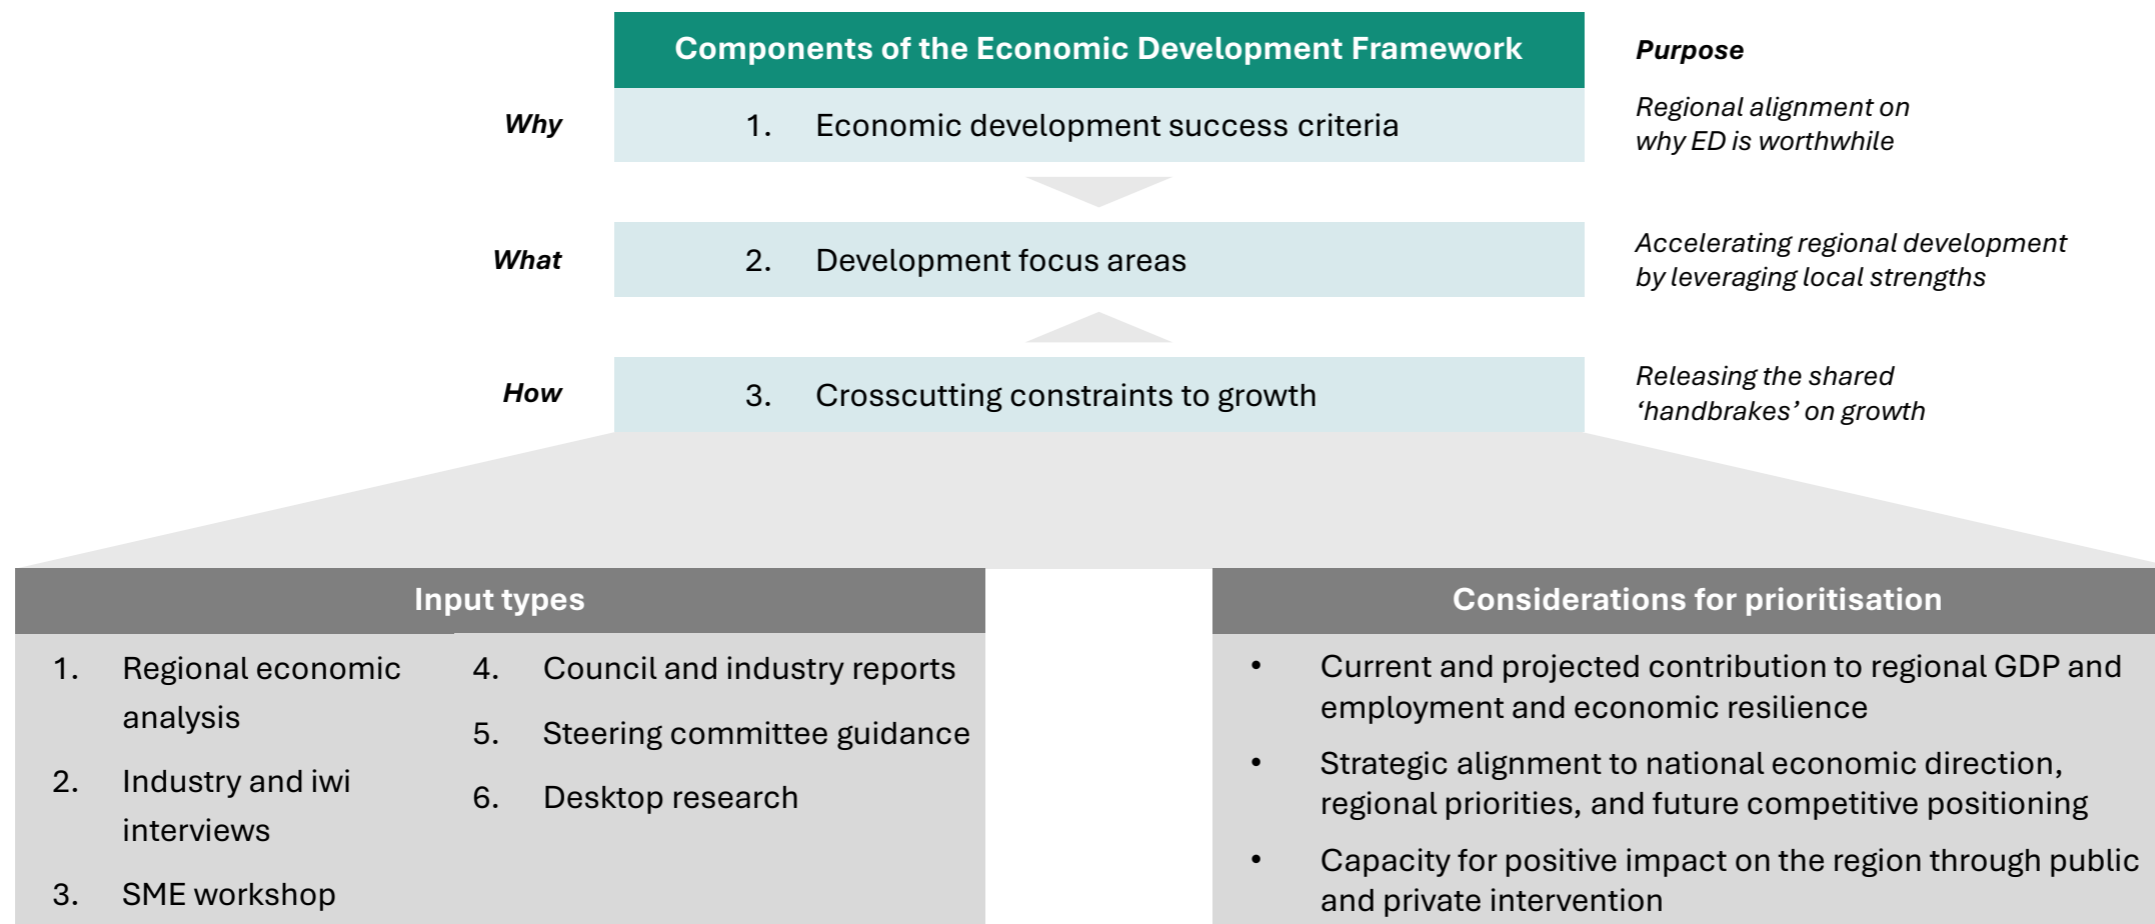 Components of the Economic Development Framework
Purpose
Why
1. Economic development success criteria
Regional alignment on
why ED is worthwhile
What
2. Development focus areas
Accelerating regional development
by leveraging local strengths
How
3. Crosscutting constraints to growth
Releasing the shared
‘handbrakes’ on growth
Input types
1. Regional economic
analysis
2. Industry and iwi
interviews
3. SME workshop
4. Council and industry reports
5. Steering committee guidance
6. Desktop research
Considerations for prioritisation
• Current and projected contribution to regional GDP and
employment and economic resilience
• Strategic alignment to national economic direction,
regional priorities, and future competitive positioning
• Capacity for positive impact on the region through public
and private intervention